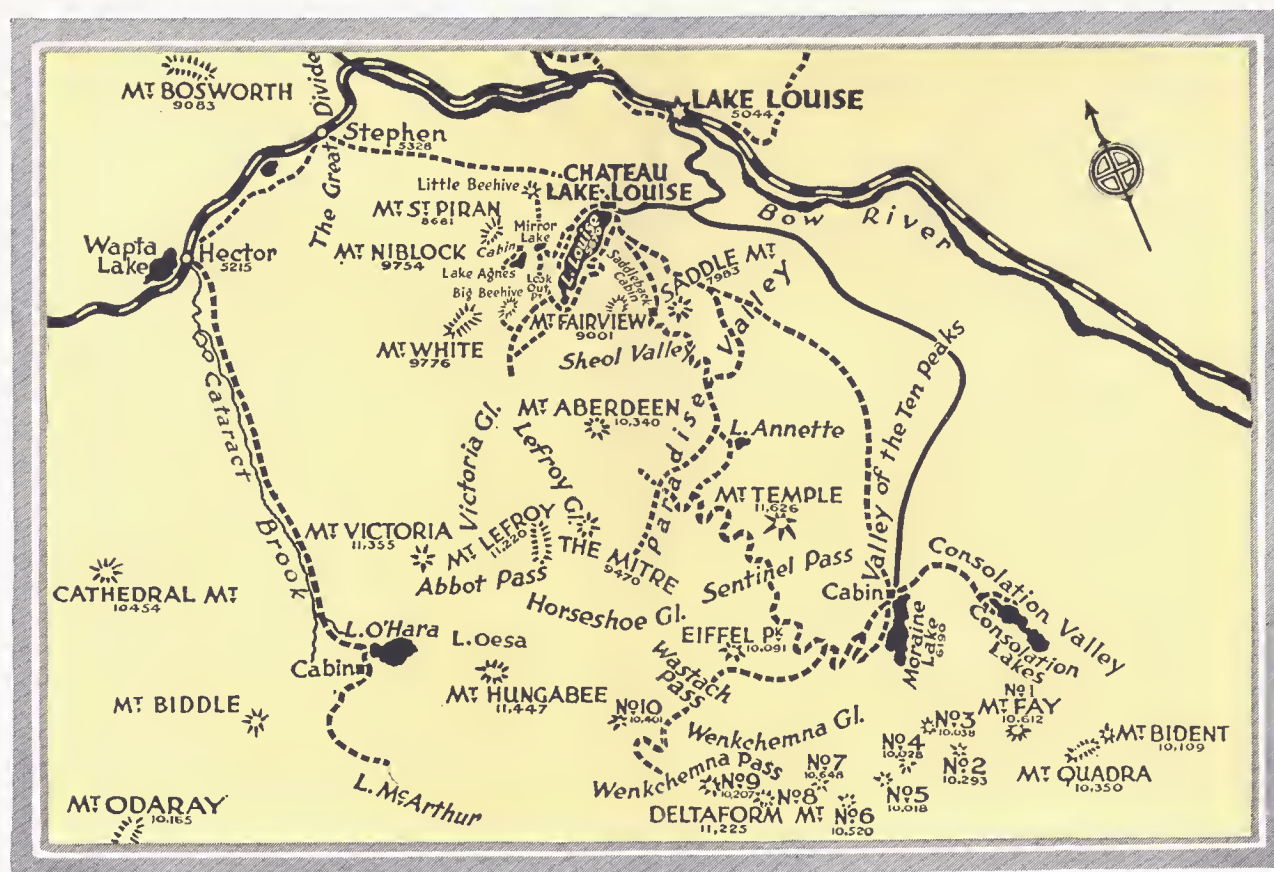 MT BOSWORTH
9083
The Great Divide
Stephen
5328
LAKE LOUISE
5044
CHATEAU
LAKE LOUISE
Little Beehive
MT ST PIRAN
8681
Mirror
Lake
Cabin
MT NIBLOCK
9754
Lake Agnes
Look
Out
Pt
Big Beehive
L. Louise
Saddleback
Cabin
SADDLE MT
7983
Bow River
Wapta
Lake
Hector
5215
MT WHITE
9776
MT FAIRVIEW
9001
Sheol Valley
Paradise Valley
Valley of the Ten Peaks
Cataract Brook
MT ABERDEEN
10,340
Victoria Gl.
Lefroy Gl.
L. Annette
MT TEMPLE
11,626
MT VICTORIA
11,355
MT LEFROY
11,220
THE MITRE
9470
Abbot Pass
Sentinel Pass
Horseshoe Gl.
CATHEDRAL MT
10454
Cabin
Consolation Valley
Consolation
Lakes
Moraine
Lake
6190
L. O'Hara
L. Oesa
Cabin
EIFFEL PK
10,091
Wastach
Pass
MT BIDDLE
MT HUNGABEE
11,447
No 10
10,401
Wenkchemna Gl.
Wenkchemna Pass
No 1
MT FAY
10,612
No 3
10,038
No 4
10,028
No 2
10,293
MT BIDENT
10,109
MT QUADRA
10,350
No 7
10,648
No 9
10,207
No 8
No 5
10,018
DELTAFORM MT
11,225
No 6
10,520
L. McArthur
MT ODARAY
10,165